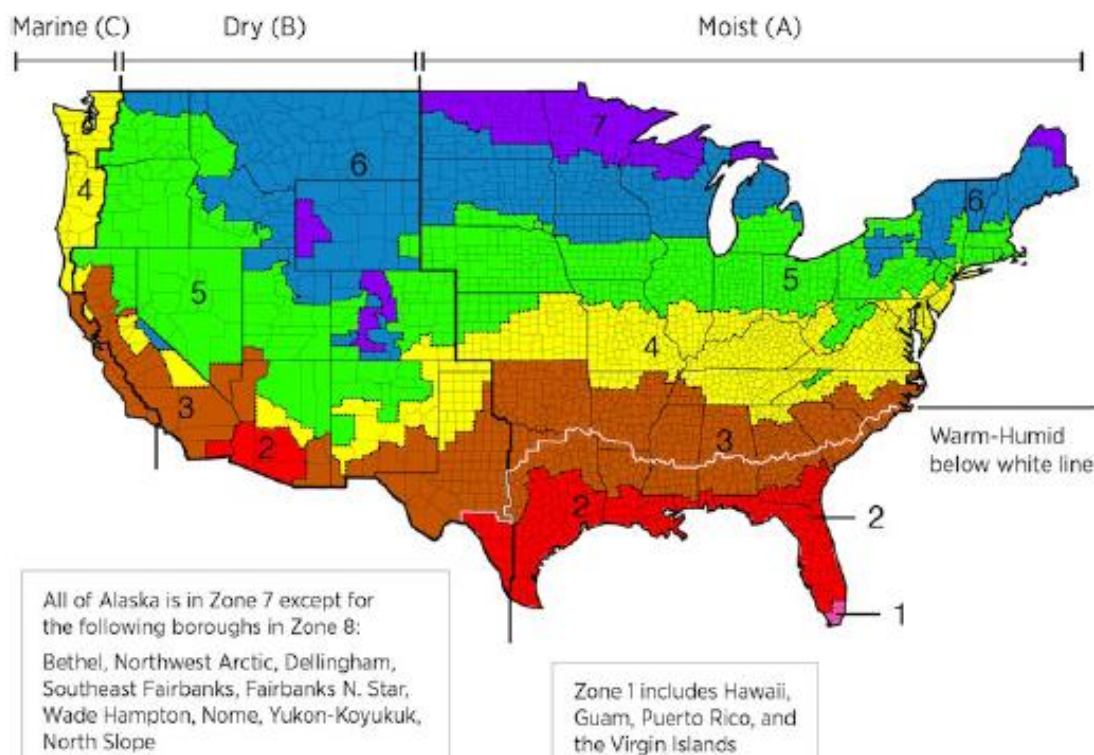 Marine (C) Dry (B) Moist (A)
7
6
4
6
5
5
4
3
3
2
Warm-Humid
below white line
2
2
1
All of Alaska is in Zone 7 except for
the following boroughs in Zone 8:
Bethel, Northwest Arctic, Dellingham,
Southeast Fairbanks, Fairbanks N. Star,
Wade Hampton, Nome, Yukon-Koyukuk,
North Slope
Zone 1 includes Hawaii,
Guam, Puerto Rico, and
the Virgin Islands